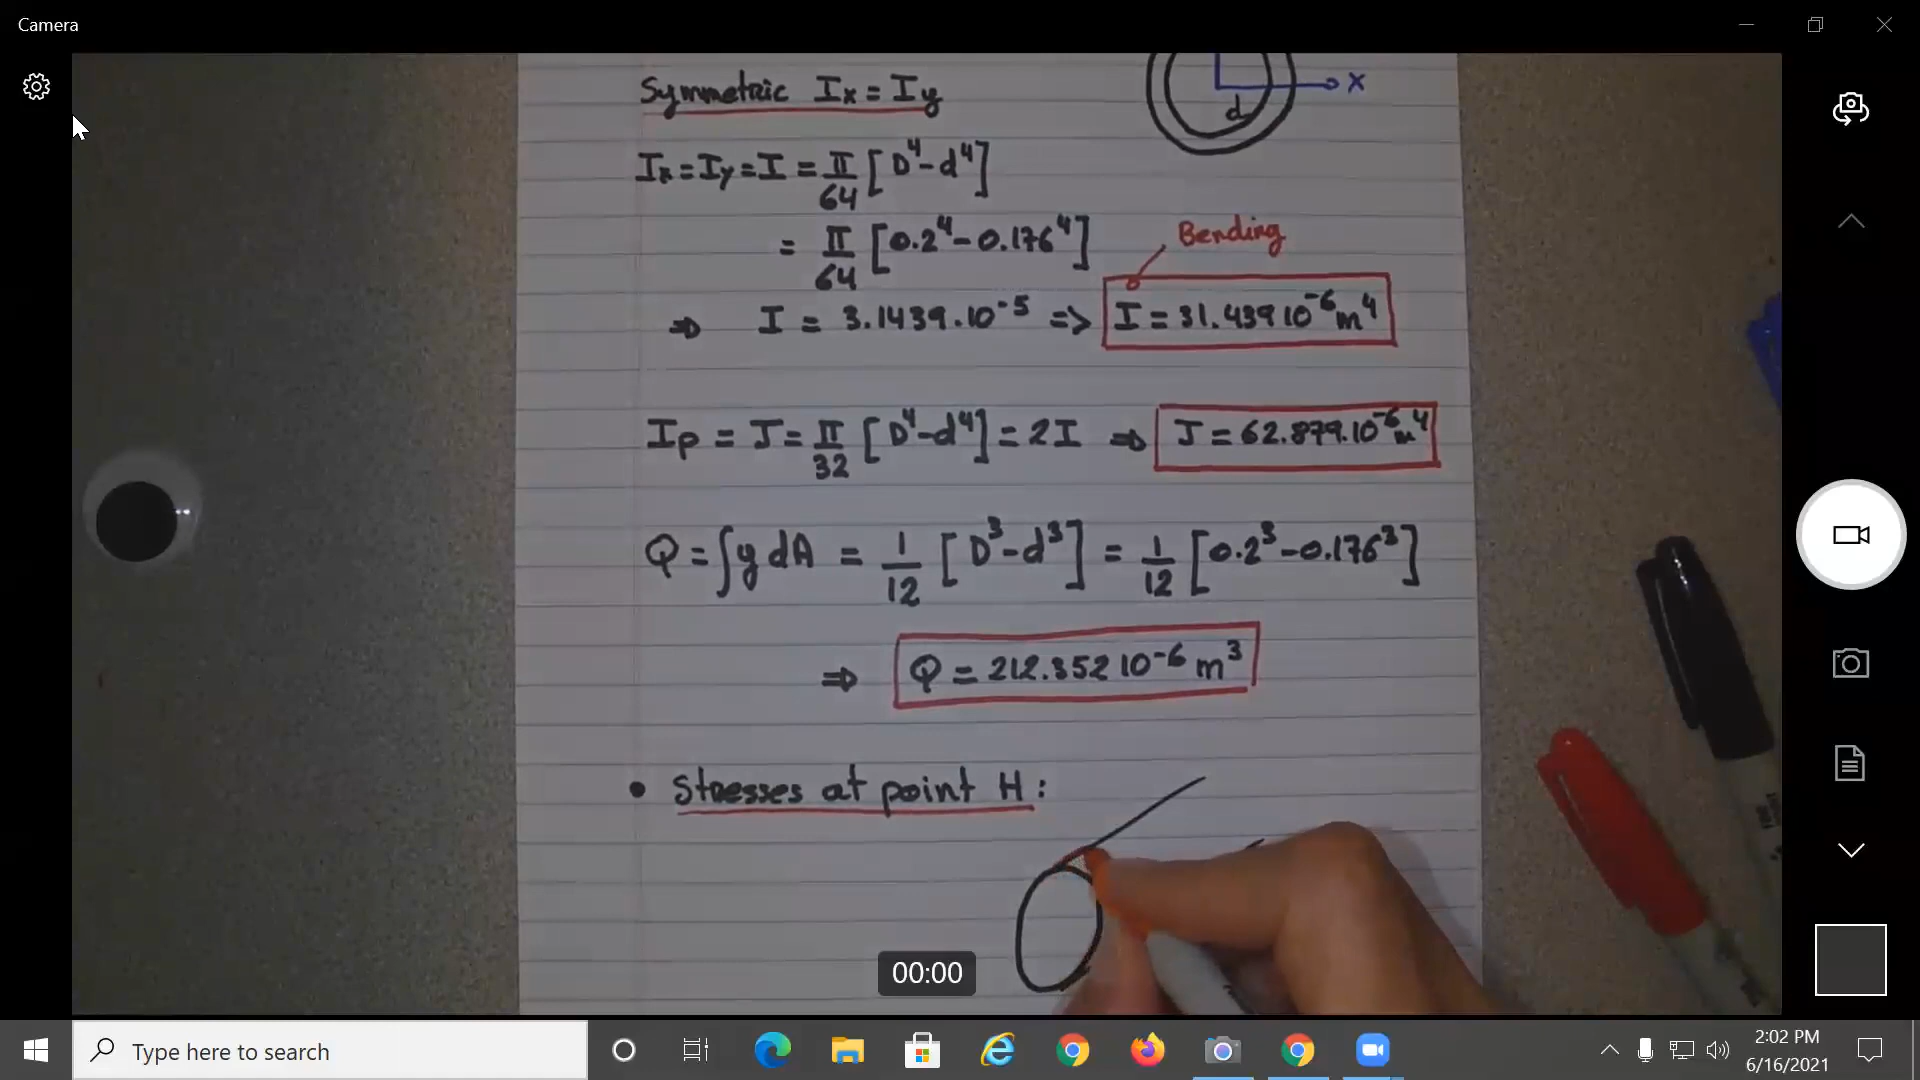 Camera
x
d
Symmetric Ix = Iy
Ix = Iy = I = π/64 [D⁴ - d⁴]
= π/64 [0.2⁴ - 0.176⁴]
Bending
⇒ I = 3.1439.10⁻⁵ => I = 31.439 10⁻⁶ m⁴
Ip = J = π/32 [D⁴ - d⁴] = 2I ⇒ J = 62.879.10⁻⁶ m⁴
Q = ∫ y dA = 1/12 [D³ - d³] = 1/12 [0.2³ - 0.176³]
⇒ Q = 212.352 10⁻⁶ m³
• Stresses at point H:
00:00
Type here to search
2:02 PM
6/16/2021